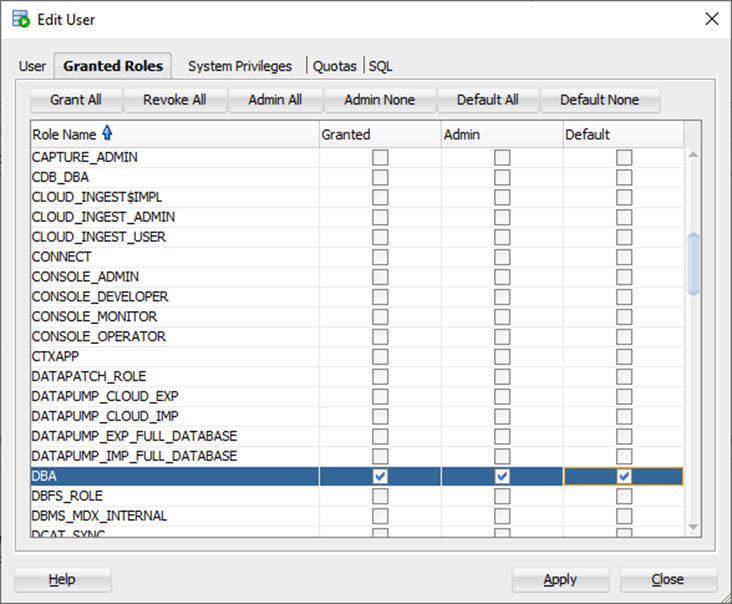 Edit User
User Granted Roles System Privileges Quotas SQL
Grant All Revoke All Admin All Admin None Default All Default None
Role Name Granted Admin Default
CAPTURE_ADMIN
CDB_DBA
CLOUD_INGEST$IMPL
CLOUD_INGEST_ADMIN
CLOUD_INGEST_USER
CONNECT
CONSOLE_ADMIN
CONSOLE_DEVELOPER
CONSOLE_MONITOR
CONSOLE_OPERATOR
CTXAPP
DATAPATCH_ROLE
DATAPUMP_CLOUD_EXP
DATAPUMP_CLOUD_IMP
DATAPUMP_EXP_FULL_DATABASE
DATAPUMP_IMP_FULL_DATABASE
DBA
DBFS_ROLE
DBMS_MDX_INTERNAL
DCAT_SYNC
Help Apply Close